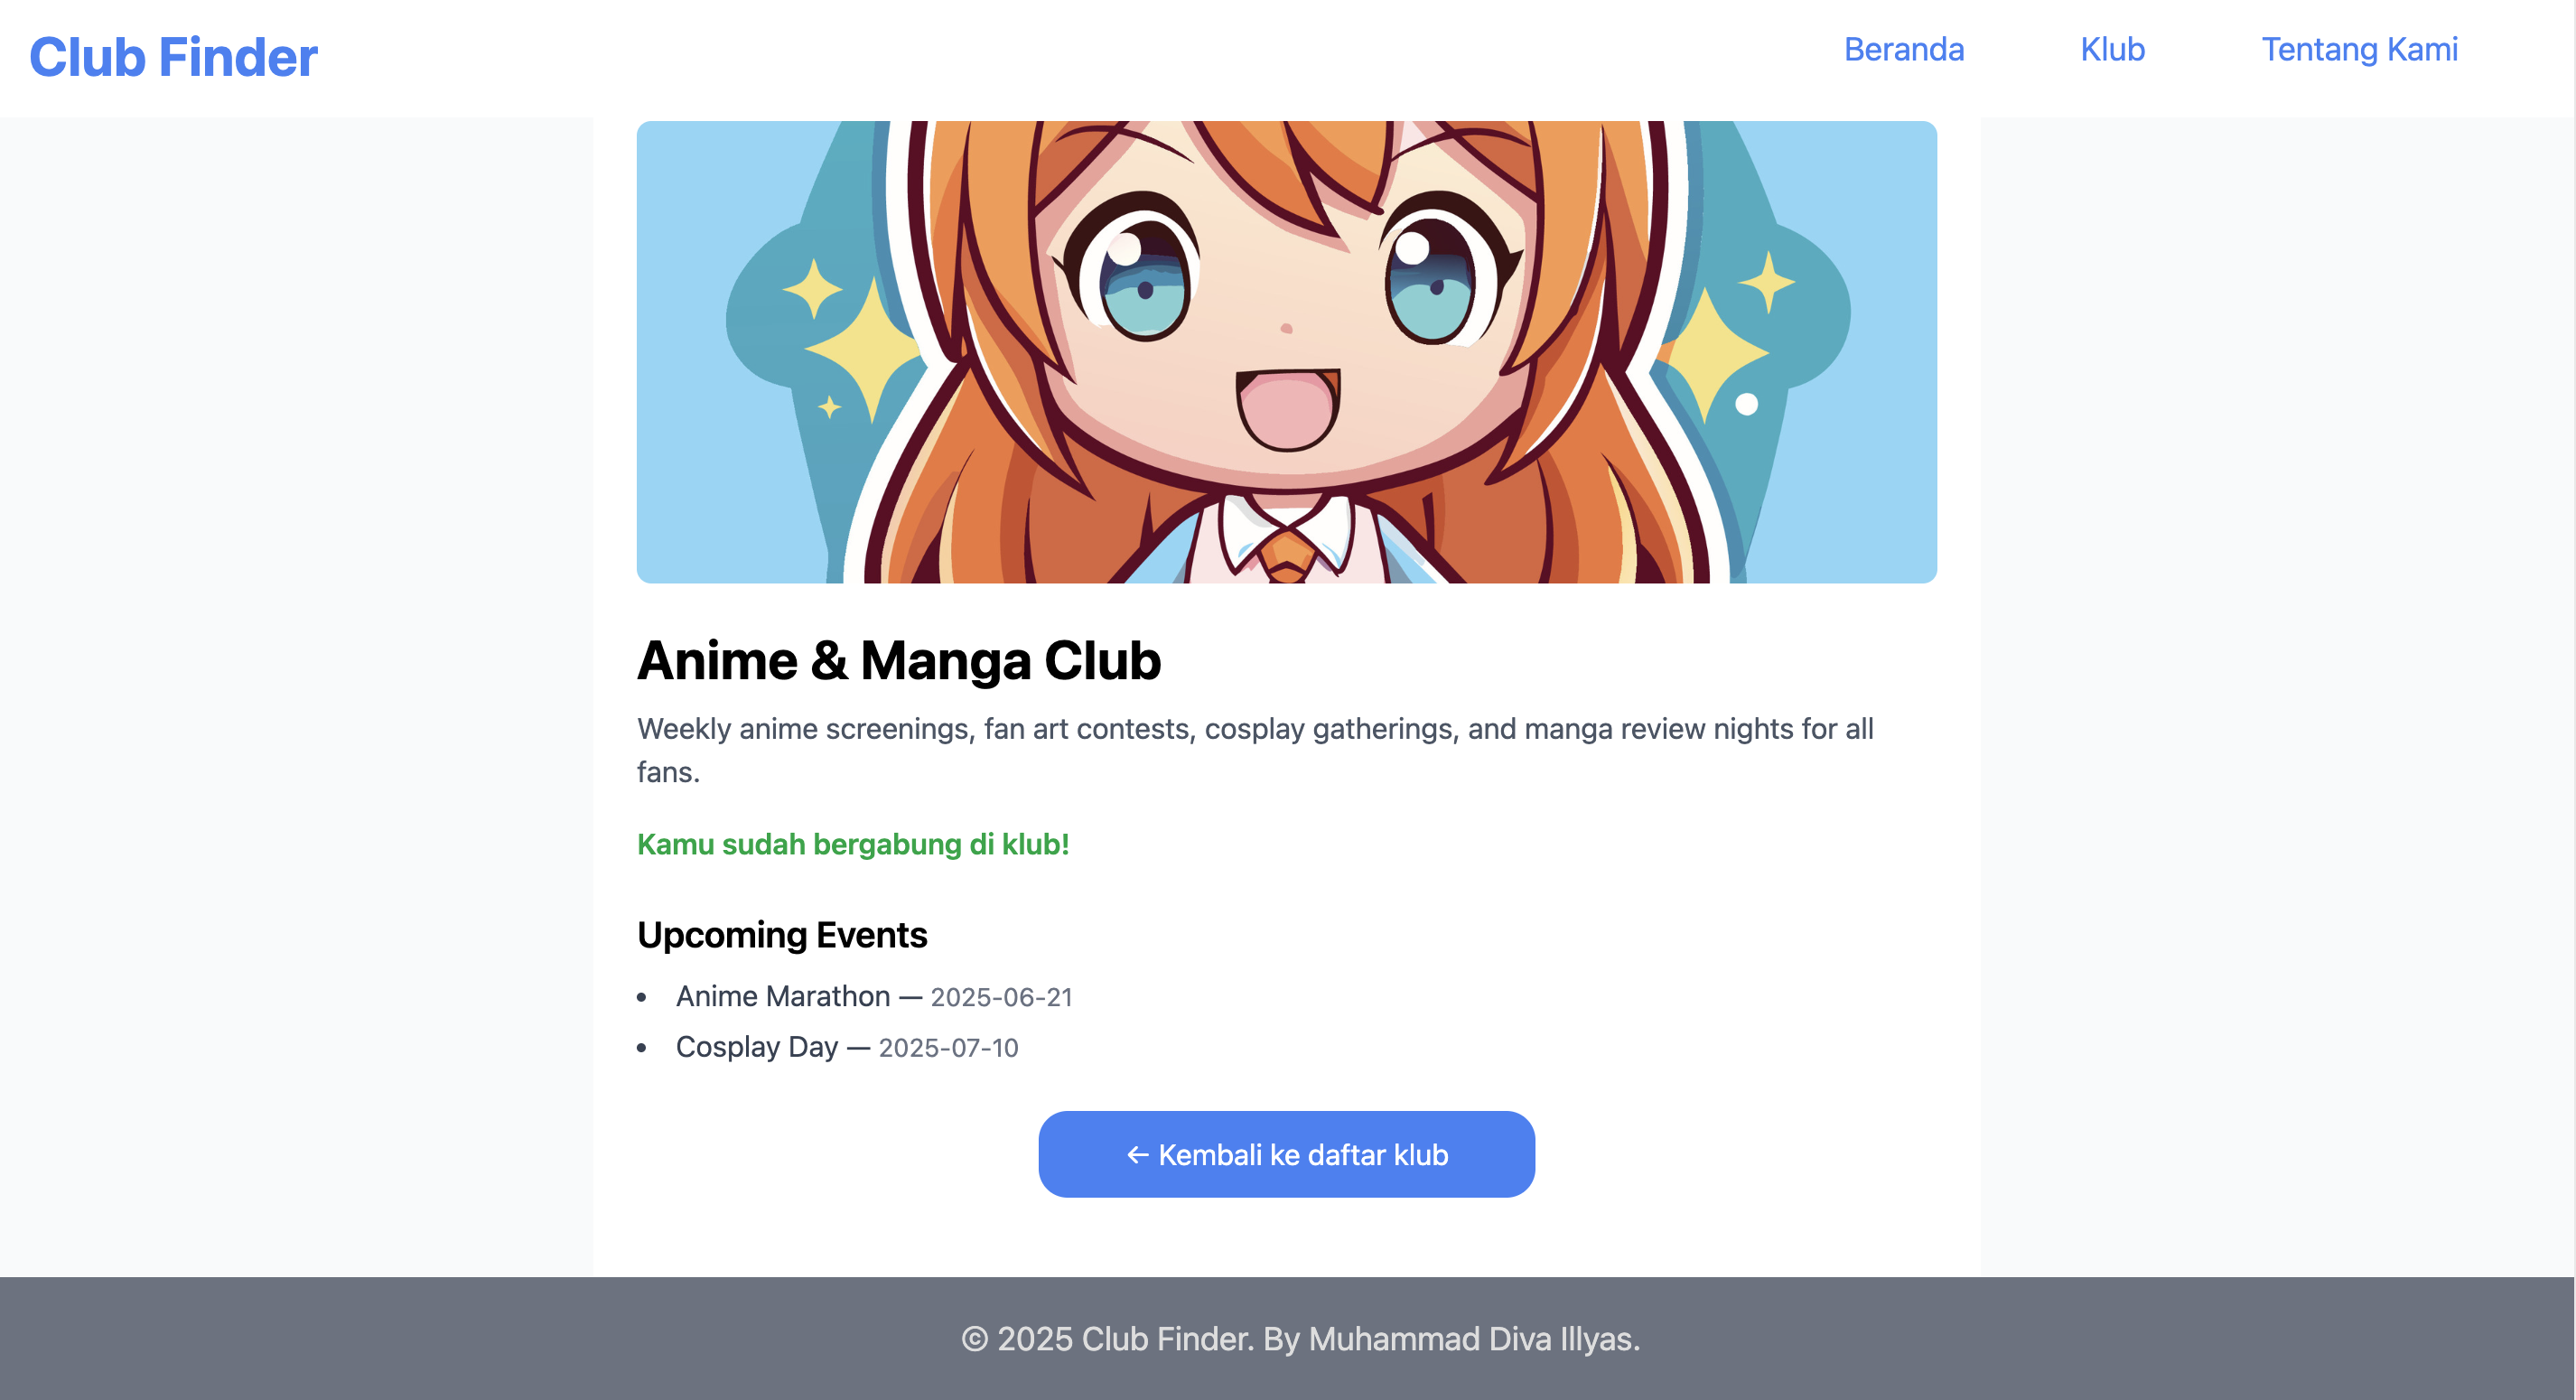 Club Finder
Beranda
Klub
Tentang Kami
Anime & Manga Club
Weekly anime screenings, fan art contests, cosplay gatherings, and manga review nights for all
fans.
Kamu sudah bergabung di klub!
Upcoming Events
• Anime Marathon — 2025-06-21
• Cosplay Day — 2025-07-10
← Kembali ke daftar klub
© 2025 Club Finder. By Muhammad Diva Illyas.